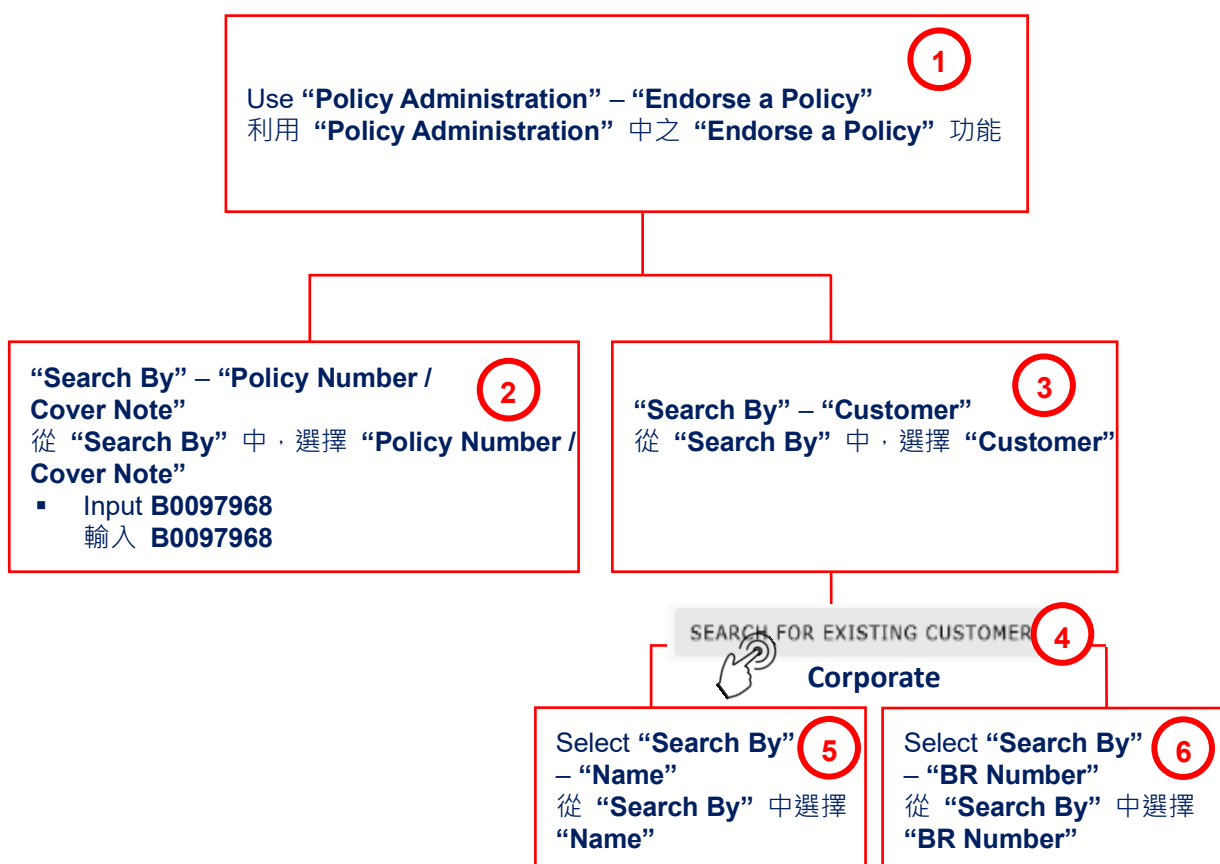 1
Use “Policy Administration” – “Endorse a Policy”
利用 “Policy Administration” 中之 “Endorse a Policy” 功能
2
“Search By” – “Policy Number /
Cover Note”
從 “Search By” 中，選擇 “Policy Number /
Cover Note”
▪ Input B0097968
輸入 B0097968
3
“Search By” – “Customer”
從 “Search By” 中，選擇 “Customer”
SEARCH FOR EXISTING CUSTOMER
4
Corporate
5
Select “Search By”
– “Name”
從 “Search By” 中選擇
“Name”
6
Select “Search By”
– “BR Number”
從 “Search By” 中選擇
“BR Number”